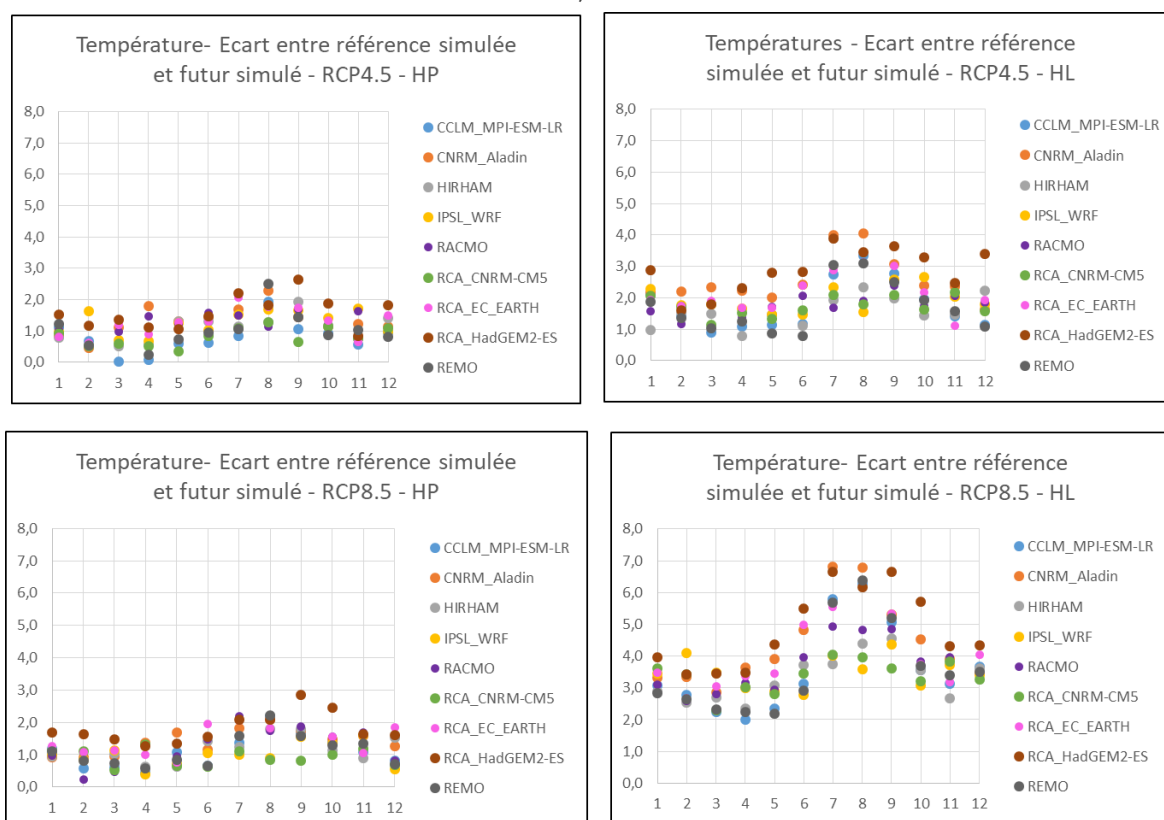 Température- Ecart entre référence simulée
et futur simulé - RCP4.5 - HP
8,0
7,0
6,0
5,0
4,0
3,0
2,0
1,0
0,0
1 2 3 4 5 6 7 8 9 10 11 12
CCLM_MPI-ESM-LR
CNRM_Aladin
HIRHAM
IPSL_WRF
RACMO
RCA_CNRM-CM5
RCA_EC_EARTH
RCA_HadGEM2-ES
REMO
Températures - Ecart entre référence
simulée et futur simulé - RCP4.5 - HL
8,0
7,0
6,0
5,0
4,0
3,0
2,0
1,0
0,0
1 2 3 4 5 6 7 8 9 10 11 12
CCLM_MPI-ESM-LR
CNRM_Aladin
HIRHAM
IPSL_WRF
RACMO
RCA_CNRM-CM5
RCA_EC_EARTH
RCA_HadGEM2-ES
REMO
Température- Ecart entre référence simulée
et futur simulé - RCP8.5 - HP
8,0
7,0
6,0
5,0
4,0
3,0
2,0
1,0
0,0
1 2 3 4 5 6 7 8 9 10 11 12
CCLM_MPI-ESM-LR
CNRM_Aladin
HIRHAM
IPSL_WRF
RACMO
RCA_CNRM-CM5
RCA_EC_EARTH
RCA_HadGEM2-ES
REMO
Température- Ecart entre référence
simulée et futur simulé - RCP8.5 - HL
8,0
7,0
6,0
5,0
4,0
3,0
2,0
1,0
0,0
1 2 3 4 5 6 7 8 9 10 11 12
CCLM_MPI-ESM-LR
CNRM_Aladin
HIRHAM
IPSL_WRF
RACMO
RCA_CNRM-CM5
RCA_EC_EARTH
RCA_HadGEM2-ES
REMO